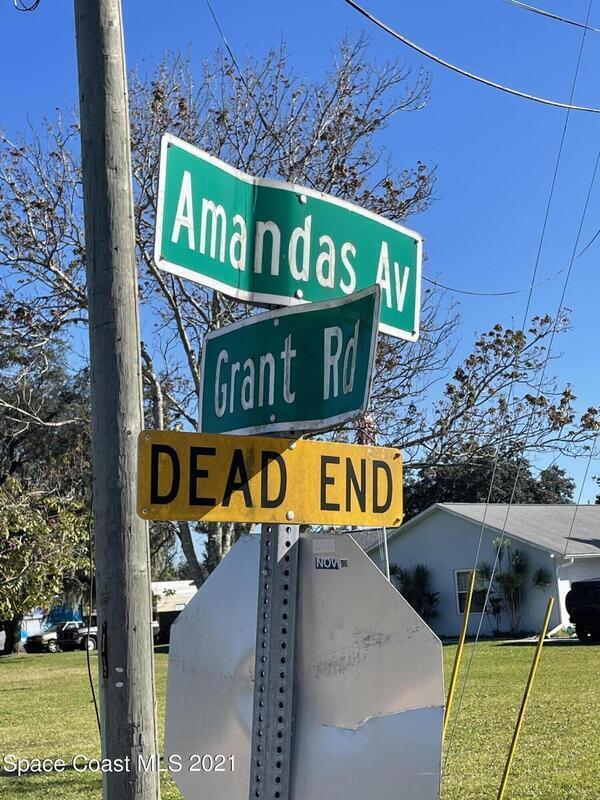 Amandas Av
Grant Rd
DEAD END
NOV
Space Coast MLS 2021